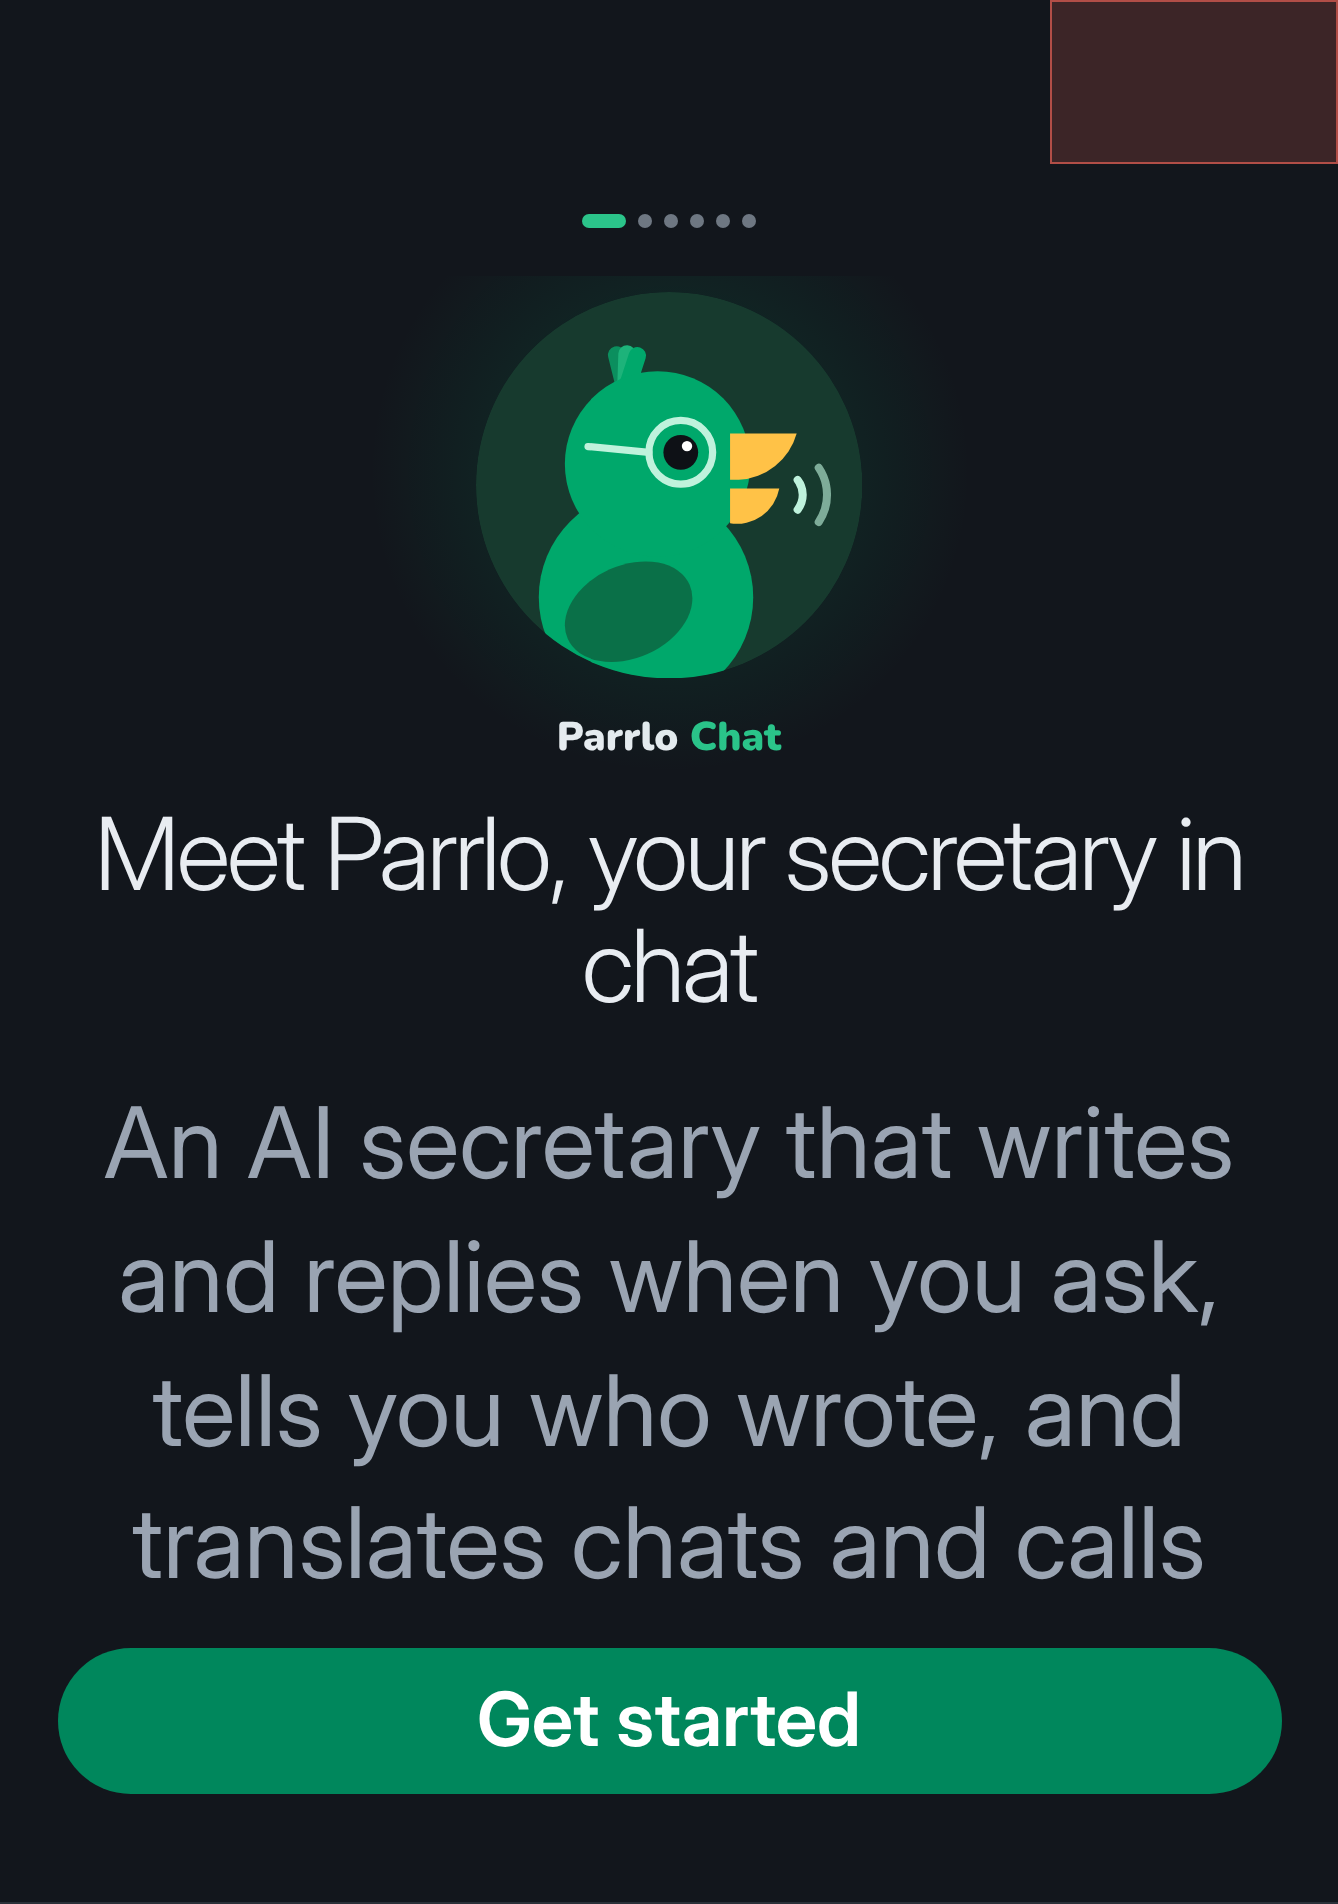 Parrlo Chat
Meet Parrlo, your secretary in
chat
An AI secretary that writes
and replies when you ask,
tells you who wrote, and
translates chats and calls
Get started